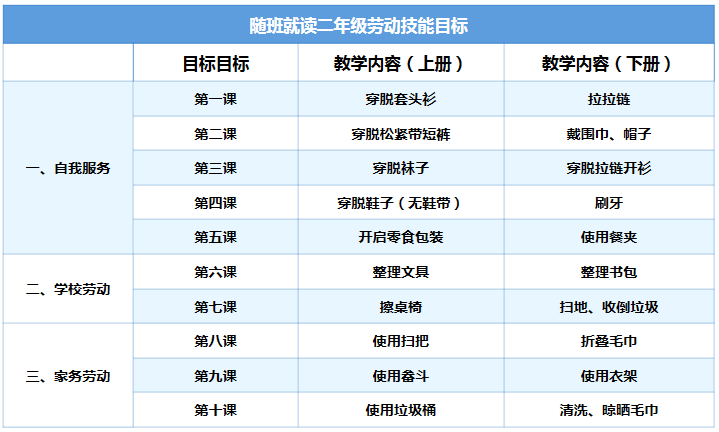 随班就读二年级劳动技能目标
目标目标 教学内容（上册） 教学内容（下册）
一、自我服务
第一课 穿脱套头衫 拉拉链
第二课 穿脱松紧带短裤 戴围巾、帽子
第三课 穿脱袜子 穿脱拉链开衫
第四课 穿脱鞋子（无鞋带） 刷牙
第五课 开启零食包装 使用餐夹
二、学校劳动
第六课 整理文具 整理书包
第七课 擦桌椅 扫地、收倒垃圾
三、家务劳动
第八课 使用扫把 折叠毛巾
第九课 使用畚斗 使用衣架
第十课 使用垃圾桶 清洗、晾晒毛巾